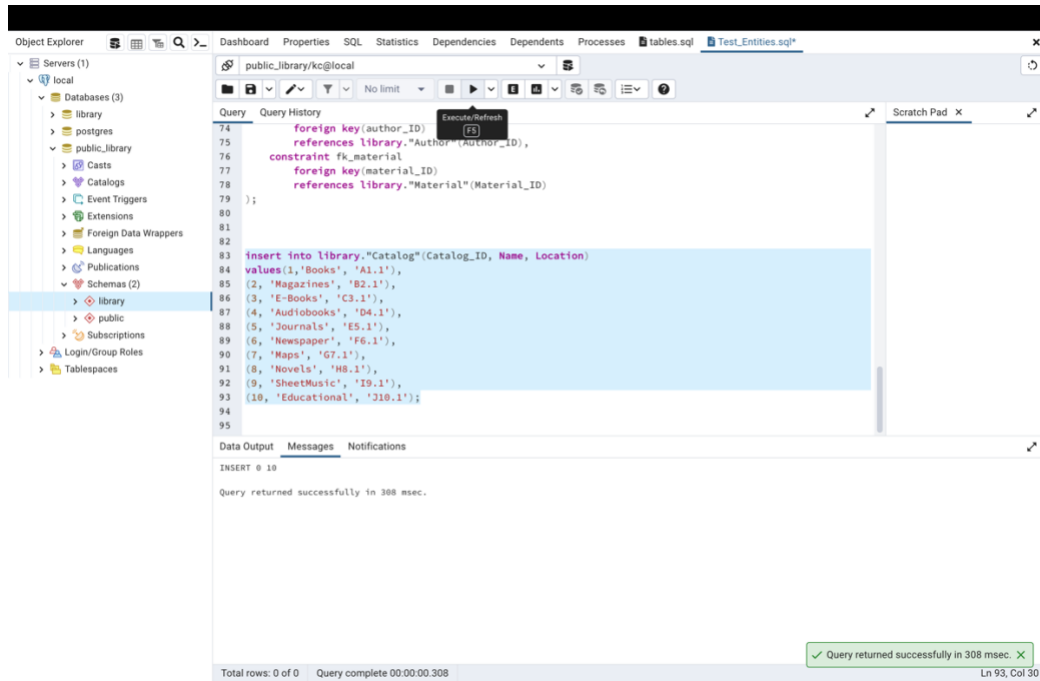 Object Explorer
Dashboard Properties SQL Statistics Dependencies Dependents Processes tables.sql Test_Entities.sql*
Servers (1)
local
Databases (3)
library
postgres
public_library
Casts
Catalogs
Event Triggers
Extensions
Foreign Data Wrappers
Languages
Publications
Schemas (2)
library
public
Subscriptions
Login/Group Roles
Tablespaces
public_library/kc@local
No limit
Query Query History
Execute/Refresh
F5
Scratch Pad
74 foreign key(author_ID)
75 references library."Author"(Author_ID),
76 constraint fk_material
77 foreign key(material_ID)
78 references library."Material"(Material_ID)
79 );
80
81
82
83 insert into library."Catalog"(Catalog_ID, Name, Location)
84 values(1,'Books', 'A1.1'),
85 (2, 'Magazines', 'B2.1'),
86 (3, 'E-Books', 'C3.1'),
87 (4, 'Audiobooks', 'D4.1'),
88 (5, 'Journals', 'E5.1'),
89 (6, 'Newspaper', 'F6.1'),
90 (7, 'Maps', 'G7.1'),
91 (8, 'Novels', 'H8.1'),
92 (9, 'SheetMusic', 'I9.1'),
93 (10, 'Educational', 'J10.1');
94
95
Data Output Messages Notifications
INSERT 0 10
Query returned successfully in 308 msec.
Query returned successfully in 308 msec.
Total rows: 0 of 0 Query complete 00:00:00.308 Ln 93, Col 30